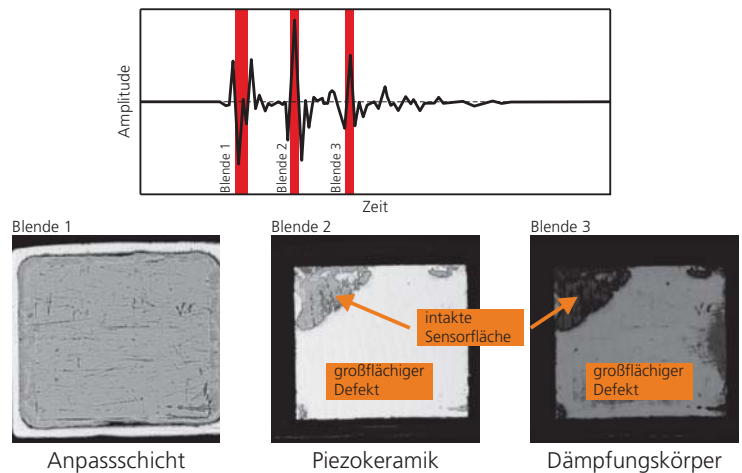 Amplitude
Blende 1
Blende 2
Blende 3
Zeit
Blende 1
Blende 2
Blende 3
intakte
Sensorfläche
großflächiger
Defekt
großflächiger
Defekt
Anpassschicht
Piezokeramik
Dämpfungskörper